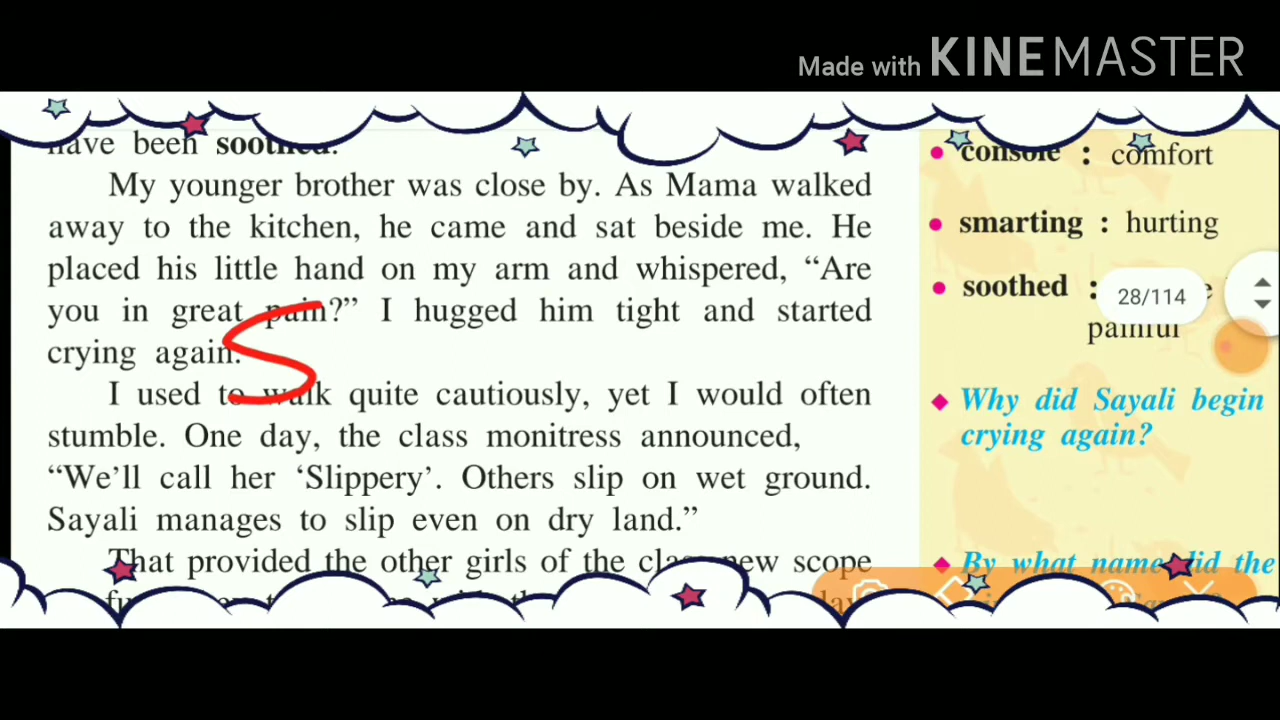 Made with KINEMASTER
have been soothed.
My younger brother was close by. As Mama walked
away to the kitchen, he came and sat beside me. He
placed his little hand on my arm and whispered, “Are
you in great pain?” I hugged him tight and started
crying again.
I used to walk quite cautiously, yet I would often
stumble. One day, the class monitress announced,
“We’ll call her ‘Slippery’. Others slip on wet ground.
Sayali manages to slip even on dry land.”
That provided the other girls of the class new scope
• console : comfort
• smarting : hurting
• soothed :
painful
28/114
Why did Sayali begin
crying again?
By what name did the